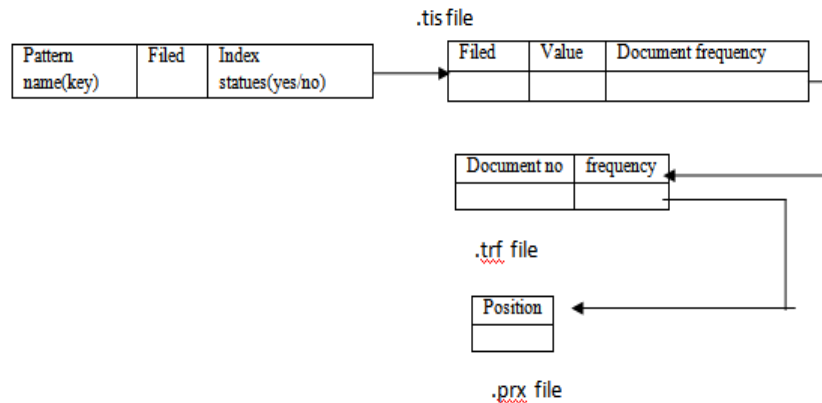 .tis file
Pattern name(key)
Filed
Index statues(yes/no)
Filed
Value
Document frequency
Document no
frequency
.trf file
Position
.prx file